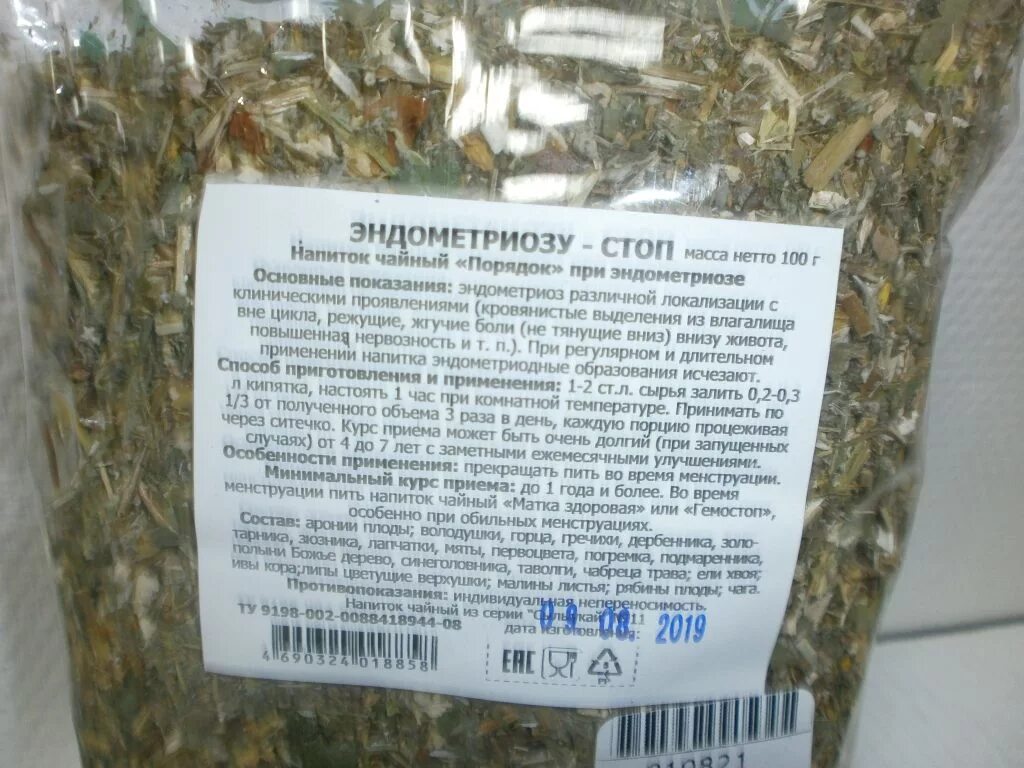 ЭНДОМЕТРИОЗУ - СТОП масса нетто 100 г
Напиток чайный «Порядок» при эндометриозе
Основные показания: эндометриоз различной локализации с
клиническими проявлениями (кровянистые выделения из влагалища
вне цикла, режущие, жгучие боли (не тянущие вниз) внизу живота,
повышенная нервозность и т. п.). При регулярном и длительном
применении напитка эндометриодные образования исчезают.
Способ приготовления и применения: 1-2 ст.л. сырья залить 0,2-0,3
л кипятка, настоять 1 час при комнатной температуре. Принимать по
1/3 от полученного объема 3 раза в день, каждую порцию процеживая
через ситечко. Курс приема может быть очень долгий (при запущенных
случаях) от 4 до 7 лет с заметными ежемесячными улучшениями.
Особенности применения: прекращать пить во время менструации.
Минимальный курс приема: до 1 года и более. Во время
менструации пить напиток чайный «Матка здоровая» или «Гемостоп»,
особенно при обильных менструациях.
Состав: аронии плоды; володушки, горца, гречихи, дербенника, золо-
тарника, зюзника, лапчатки, мяты, первоцвета, погремка, подмаренника,
полыни Божье дерево, синеголовника, таволги, чабреца трава; ели хвоя;
ивы кора;липы цветущие верхушки; малины листья; рябины плоды; чага.
Противопоказания: индивидуальная непереносимость.
Напиток чайный из серии
ТУ 9198-002-0088418944-08
дата 09 08 2019
4 690324 018858
EAC
210821